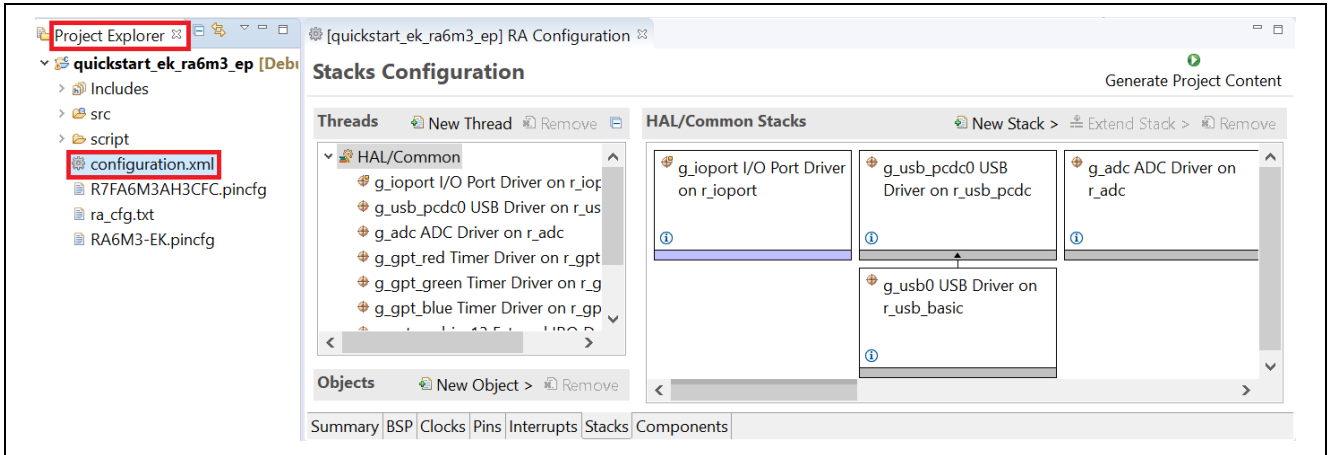 Project Explorer
quickstart_ek_ra6m3_ep [Debu
Includes
src
script
configuration.xml
R7FA6M3AH3CFC.pincfg
ra_cfg.txt
RA6M3-EK.pincfg
[quickstart_ek_ra6m3_ep] RA Configuration
Stacks Configuration
Generate Project Content
Threads
New Thread
Remove
HAL/Common
g_ioport I/O Port Driver on r_iop
g_usb_pcdc0 USB Driver on r_us
g_adc ADC Driver on r_adc
g_gpt_red Timer Driver on r_gpt
g_gpt_green Timer Driver on r_g
g_gpt_blue Timer Driver on r_gp
Objects
New Object >
Remove
HAL/Common Stacks
New Stack >
Extend Stack >
Remove
g_ioport I/O Port Driver
on r_ioport
g_usb_pcdc0 USB
Driver on r_usb_pcdc
g_adc ADC Driver on
r_adc
g_usb0 USB Driver on
r_usb_basic
Summary
BSP
Clocks
Pins
Interrupts
Stacks
Components